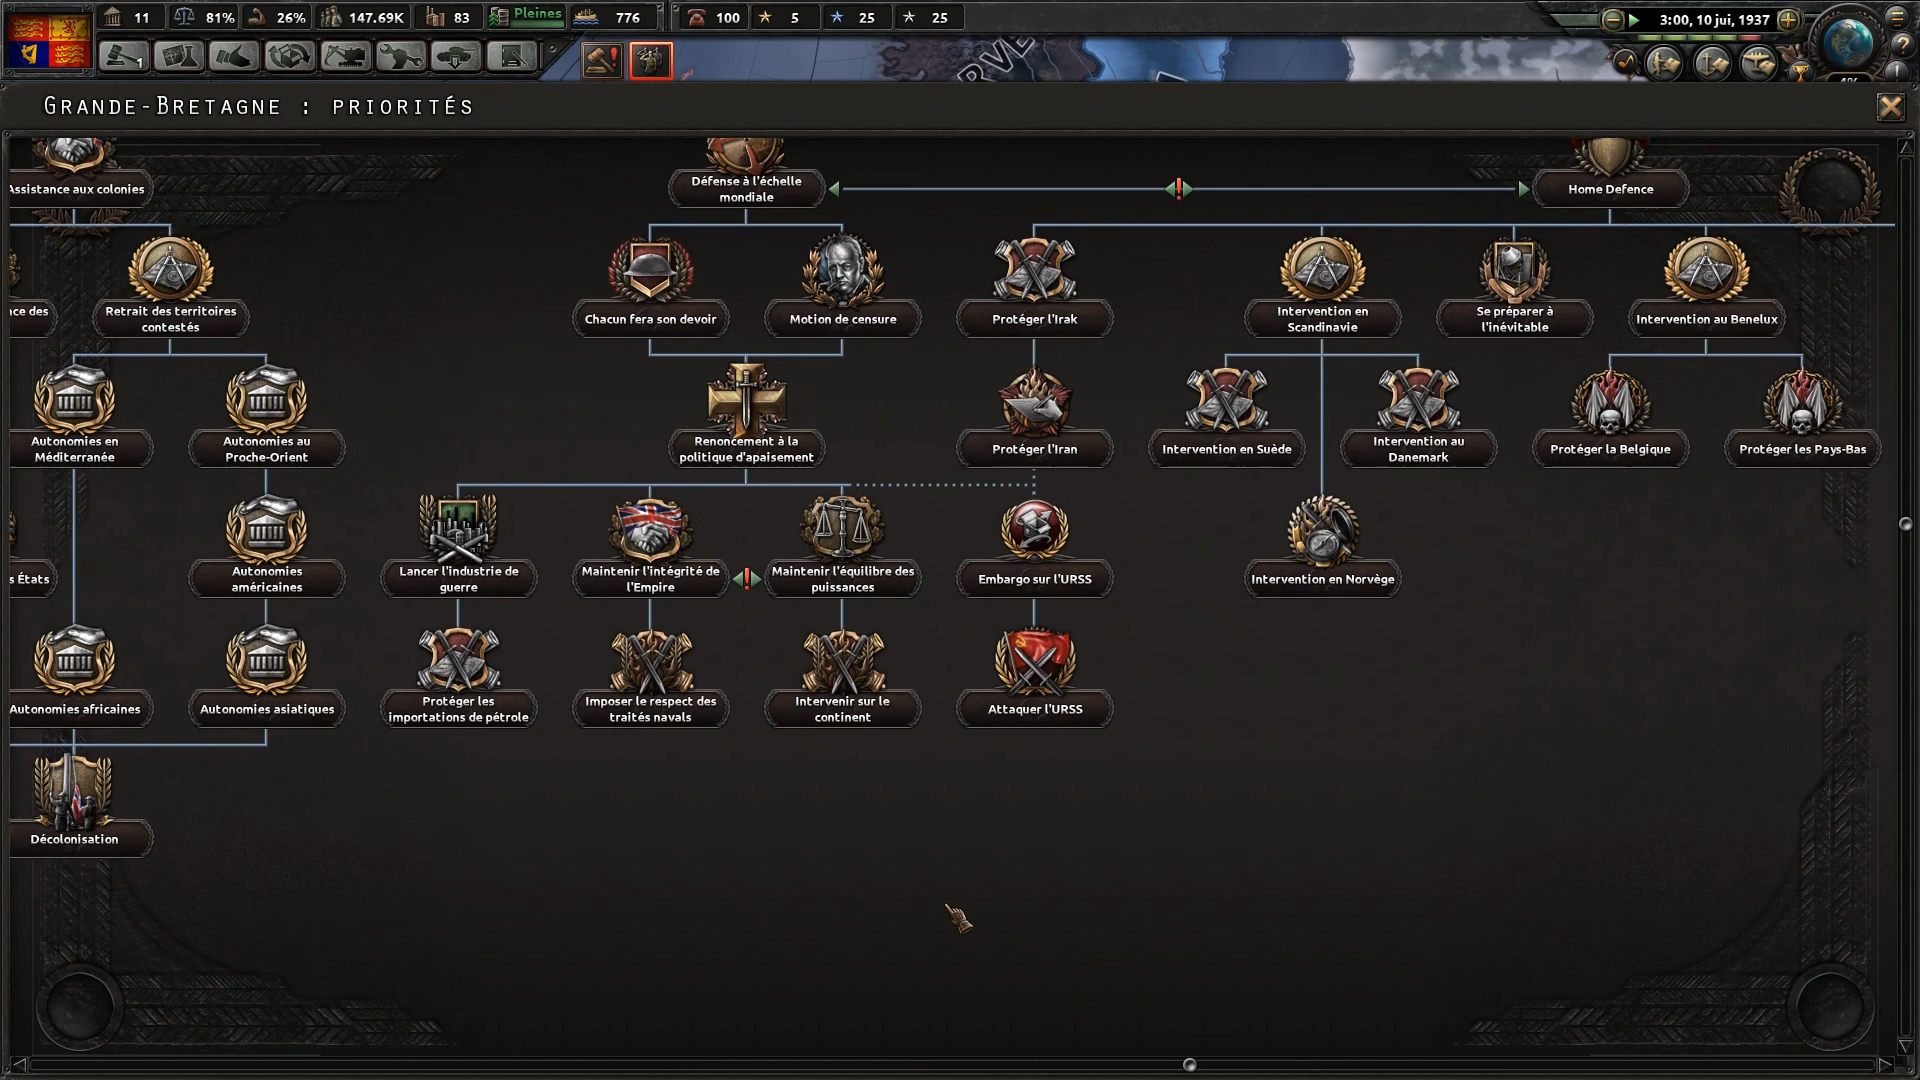 11 81% 26% 147.69K 83 Pleines 776 100 5 25 25 3:00, 10 jui, 1937
1
Grande-Bretagne : priorités
Assistance aux colonies
Défense à l'échelle
mondiale
Home Defence
nce des
Retrait des territoires
contestés
Chacun fera son devoir
Motion de censure
Protéger l'Irak
Intervention en
Scandinavie
Se préparer à
l'inévitable
Intervention au Benelux
Autonomies en
Méditerranée
Autonomies au
Proche-Orient
Renoncement à la
politique d'apaisement
Protéger l'Iran
Intervention en Suède
Intervention au
Danemark
Protéger la Belgique
Protéger les Pays-Bas
s États
Autonomies
américaines
Lancer l'industrie de
guerre
Maintenir l'intégrité de
l'Empire
Maintenir l'équilibre des
puissances
Embargo sur l'URSS
Intervention en Norvège
Autonomies africaines
Autonomies asiatiques
Protéger les
importations de pétrole
Imposer le respect des
traités navals
Intervenir sur le
continent
Attaquer l'URSS
Décolonisation